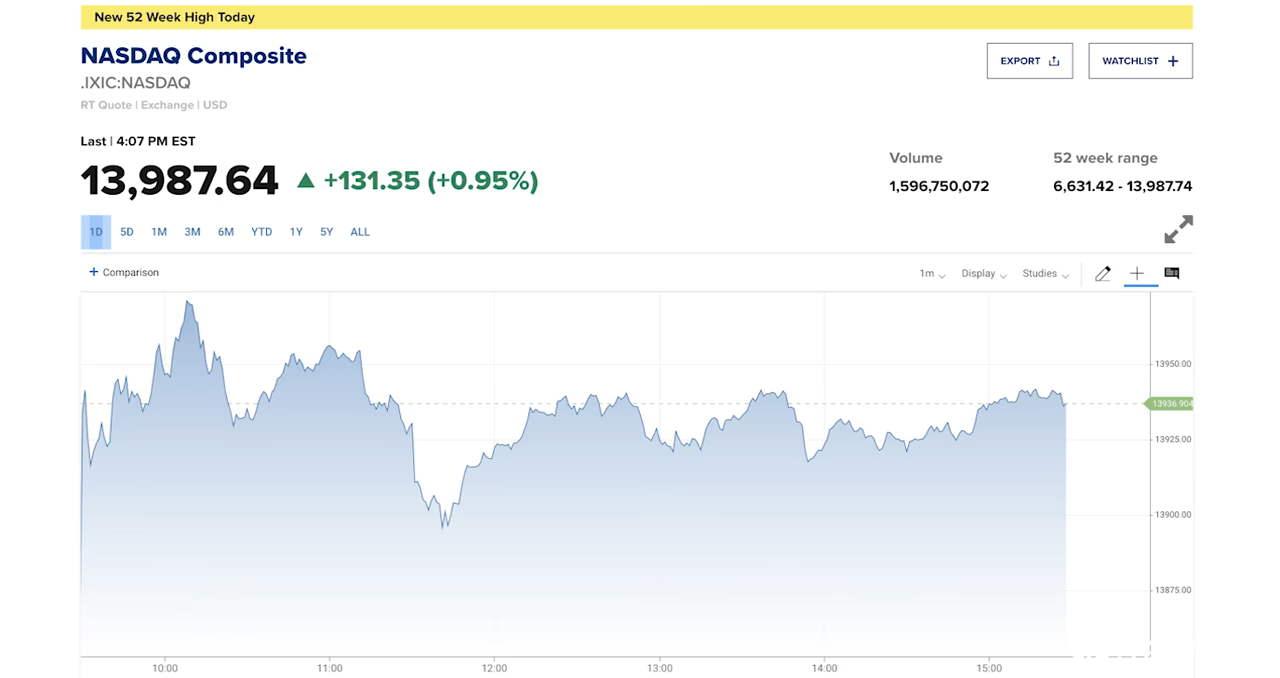 New 52 Week High Today
NASDAQ Composite
.IXIC:NASDAQ
RT Quote | Exchange | USD
EXPORT
WATCHLIST +
Last | 4:07 PM EST
13,987.64 ▲ +131.35 (+0.95%)
Volume
1,596,750,072
52 week range
6,631.42 - 13,987.74
1D 5D 1M 3M 6M YTD 1Y 5Y ALL
+ Comparison
1m Display Studies
13950.00
13936.904
13925.00
13900.00
13875.00
10:00 11:00 12:00 13:00 14:00 15:00